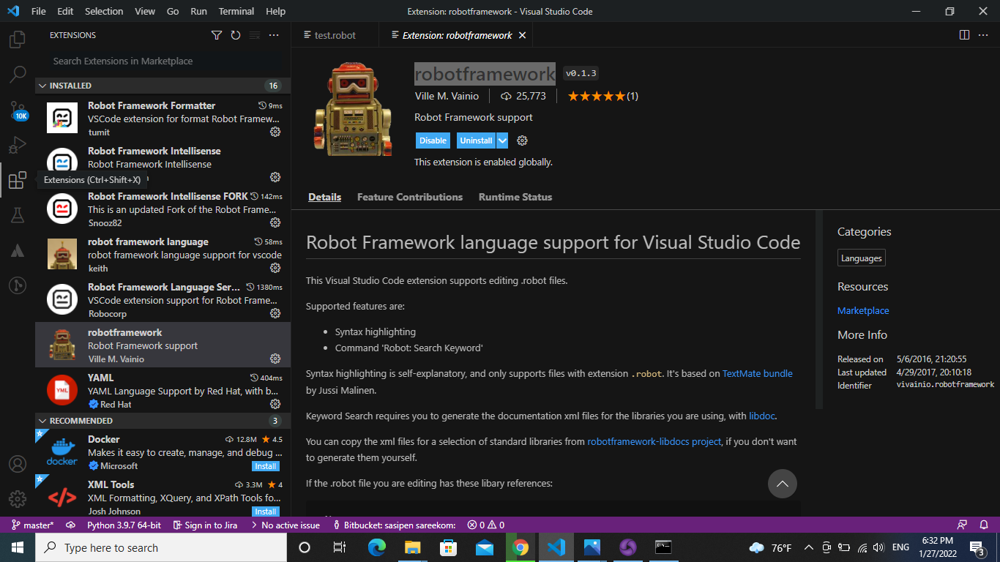 File Edit Selection View Go Run Terminal Help
Extension: robotframework - Visual Studio Code
EXTENSIONS
test.robot
Extension: robotframework
Search Extensions in Marketplace
INSTALLED 16
Robot Framework Formatter 9ms
VSCode extension for format Robot Framew...
tumit
Robot Framework Intellisense
Robot Framework Intellisense
Extensions (Ctrl+Shift+X)
Robot Framework Intellisense FORK 142ms
This is an updated Fork of the Robot Frame...
Snooz82
robot framework language 58ms
robot framework language support for vscode
keith
Robot Framework Language Ser... 1380ms
VSCode extension support for Robot Frame...
Robocorp
robotframework
Robot Framework support
Ville M. Vainio
YAML 404ms
YML
YAML Language Support by Red Hat, with b...
Red Hat
RECOMMENDED 3
Docker 12.8M 4.5
docker
Makes it easy to create, manage, and debug ...
Microsoft Install
XML Tools 3.3M 4
XML Formatting, XQuery, and XPath Tools fo...
Josh Johnson Install
10K
robotframework v0.1.3
Ville M. Vainio 25,773 (1)
Robot Framework support
Disable Uninstall
This extension is enabled globally.
Details Feature Contributions Runtime Status
Robot Framework language support for Visual Studio Code
This Visual Studio Code extension supports editing .robot files.
Supported features are:
• Syntax highlighting
• Command 'Robot: Search Keyword'
Syntax highlighting is self-explanatory, and only supports files with extension .robot. It's based on TextMate bundle
by Jussi Malinen.
Keyword Search requires you to generate the documentation xml files for the libraries you are using, with libdoc.
You can copy the xml files for a selection of standard libraries from robotframework-libdocs project, if you don't want
to generate them yourself.
If the .robot file you are editing has these libary references:
Categories
Languages
Resources
Marketplace
More Info
Released on 5/6/2016, 21:20:55
Last updated 4/29/2017, 20:10:18
Identifier vivainio.robotframework
master* Python 3.9.7 64-bit Sign in to Jira No active issue Bitbucket: sasipen sareekom: 0 0
Type here to search
76°F
ENG
6:32 PM
1/27/2022
3